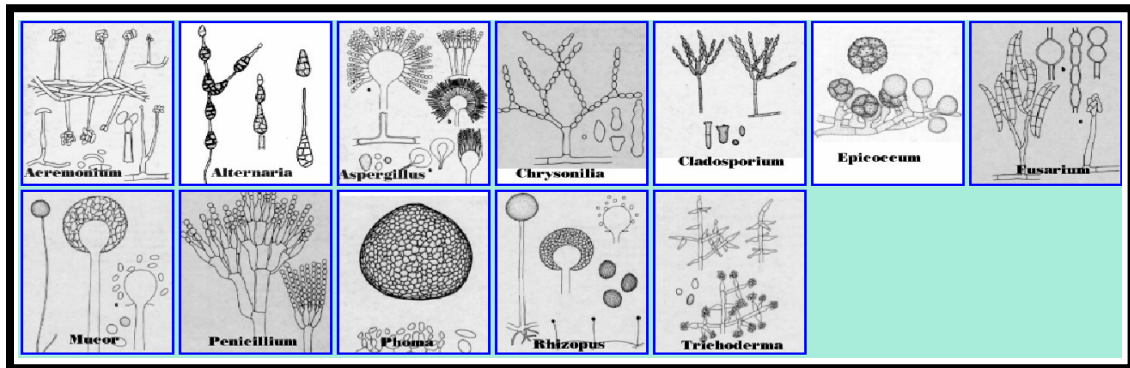 Acremonium
Alternaria
Aspergillus
Chrysonilia
Cladosporium
Epicoccum
Fusarium
Mucor
Penicillium
Phoma
Rhizopus
Trichoderma